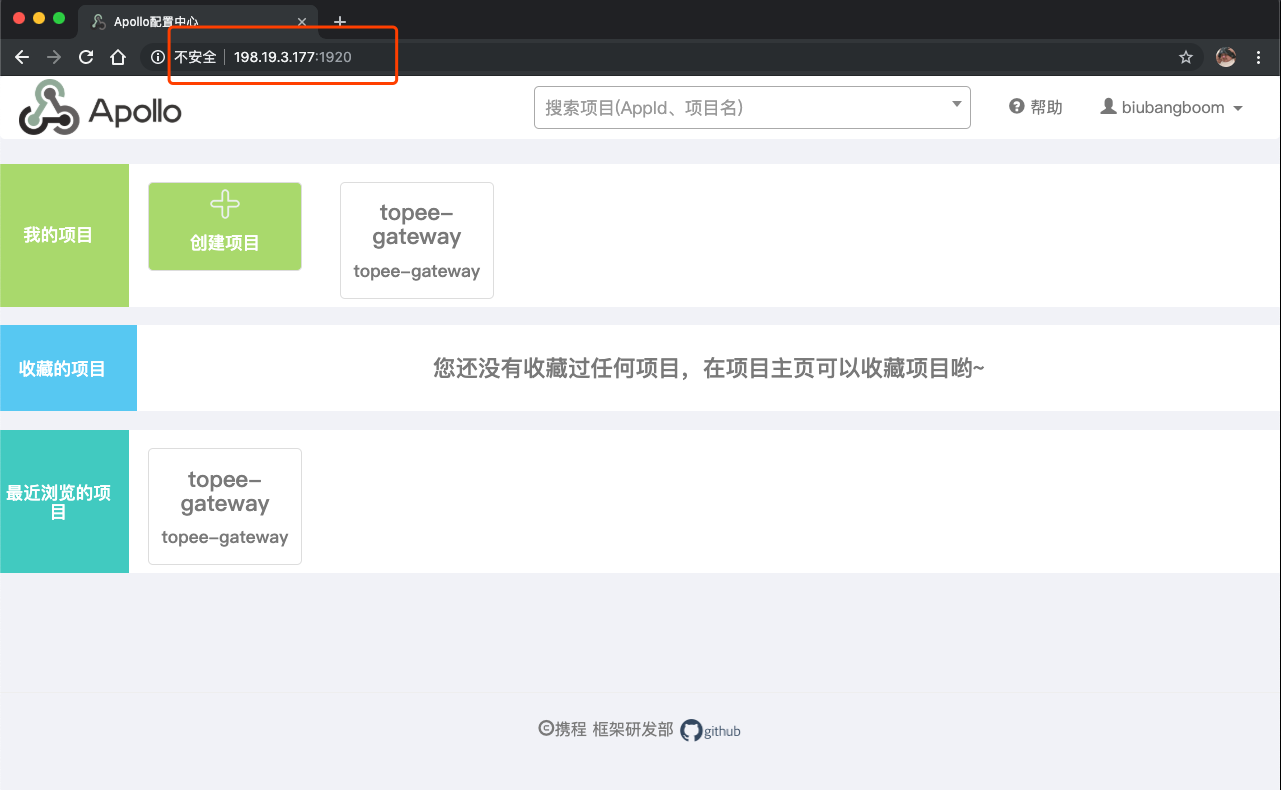 Apollo配置中心
不安全 198.19.3.177:1920
Apollo
搜索项目(AppId、项目名)
帮助
biubangboom
我的项目
创建项目
topee-
gateway
topee-gateway
收藏的项目
您还没有收藏过任何项目，在项目主页可以收藏项目哟~
最近浏览的项
目
topee-
gateway
topee-gateway
©携程 框架研发部 github